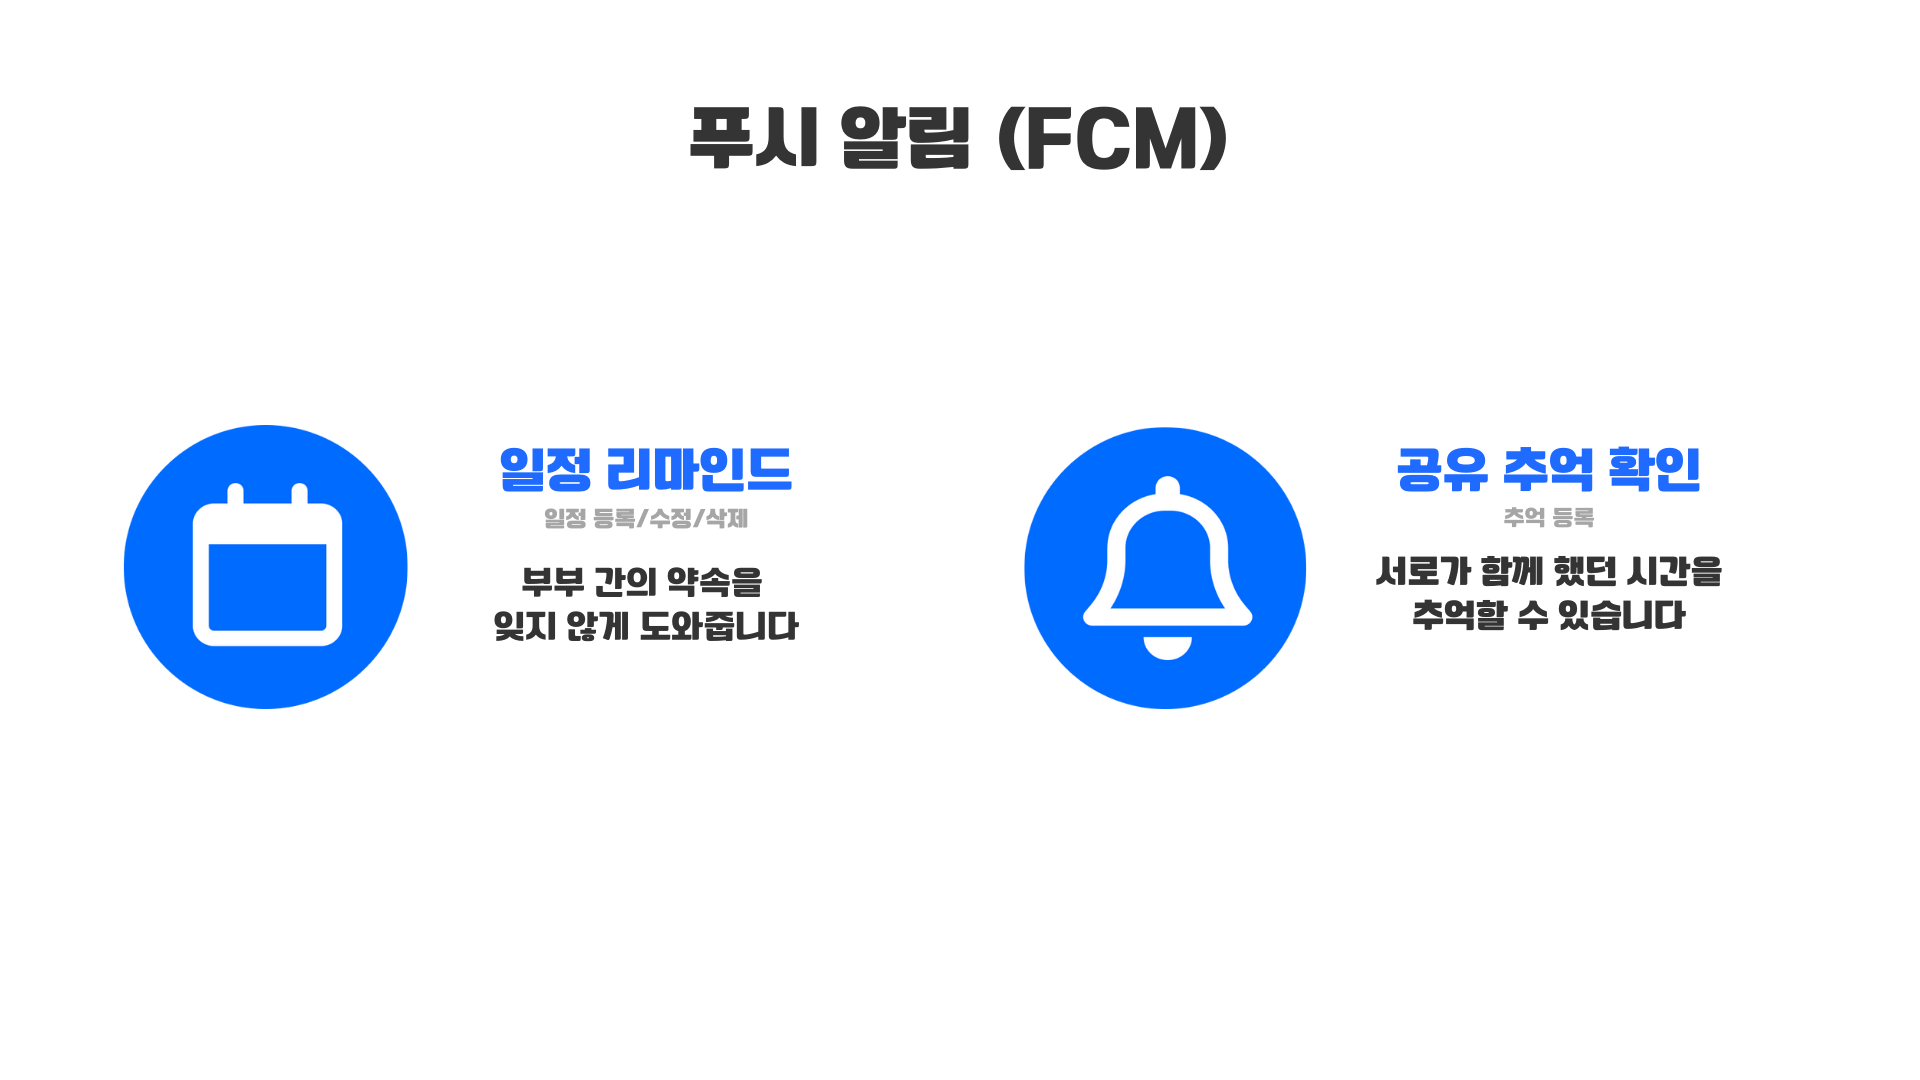 푸시 알림 (FCM)
일정 리마인드
일정 등록/수정/삭제
부부 간의 약속을
잊지 않게 도와줍니다
공유 추억 확인
추억 등록
서로가 함께 했던 시간을
추억할 수 있습니다